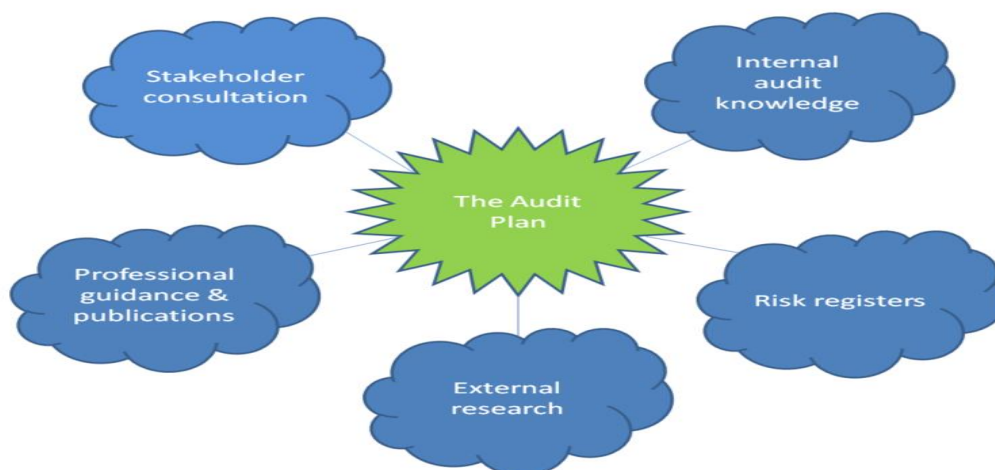 Stakeholder
consultation
Internal
audit
knowledge
The Audit
Plan
Professional
guidance &
publications
Risk registers
External
research